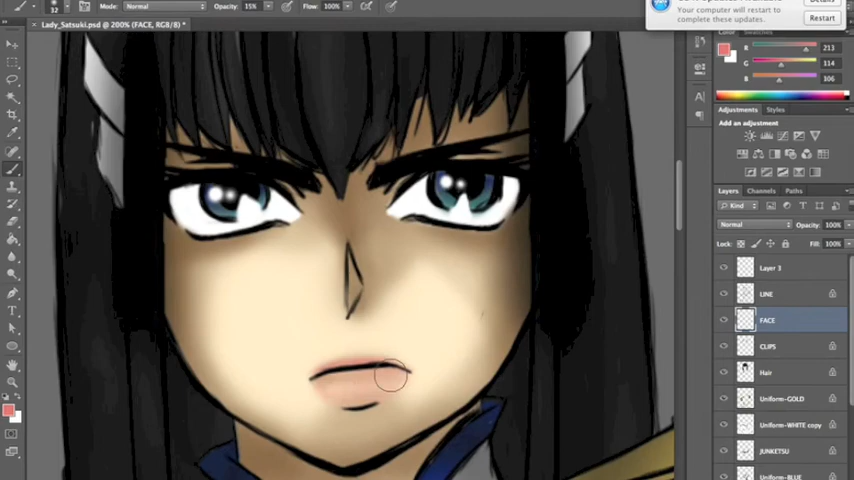 32
Mode: Normal
Opacity: 15%
Flow: 100%
Your computer will restart to complete these updates.
Details
Restart
Lady_Satsuki.psd @ 200% (FACE, RGB/8) *
Color
Swatches
R 213
G 114
B 106
Adjustments
Styles
Add an adjustment
Layers
Channels
Paths
Kind
Normal
Opacity: 100%
Lock:
Fill: 100%
Layer 3
LINE
FACE
CLIPS
Hair
Uniform-GOLD
Uniform-WHITE copy
JUNKETSU
Uniform-BLUE